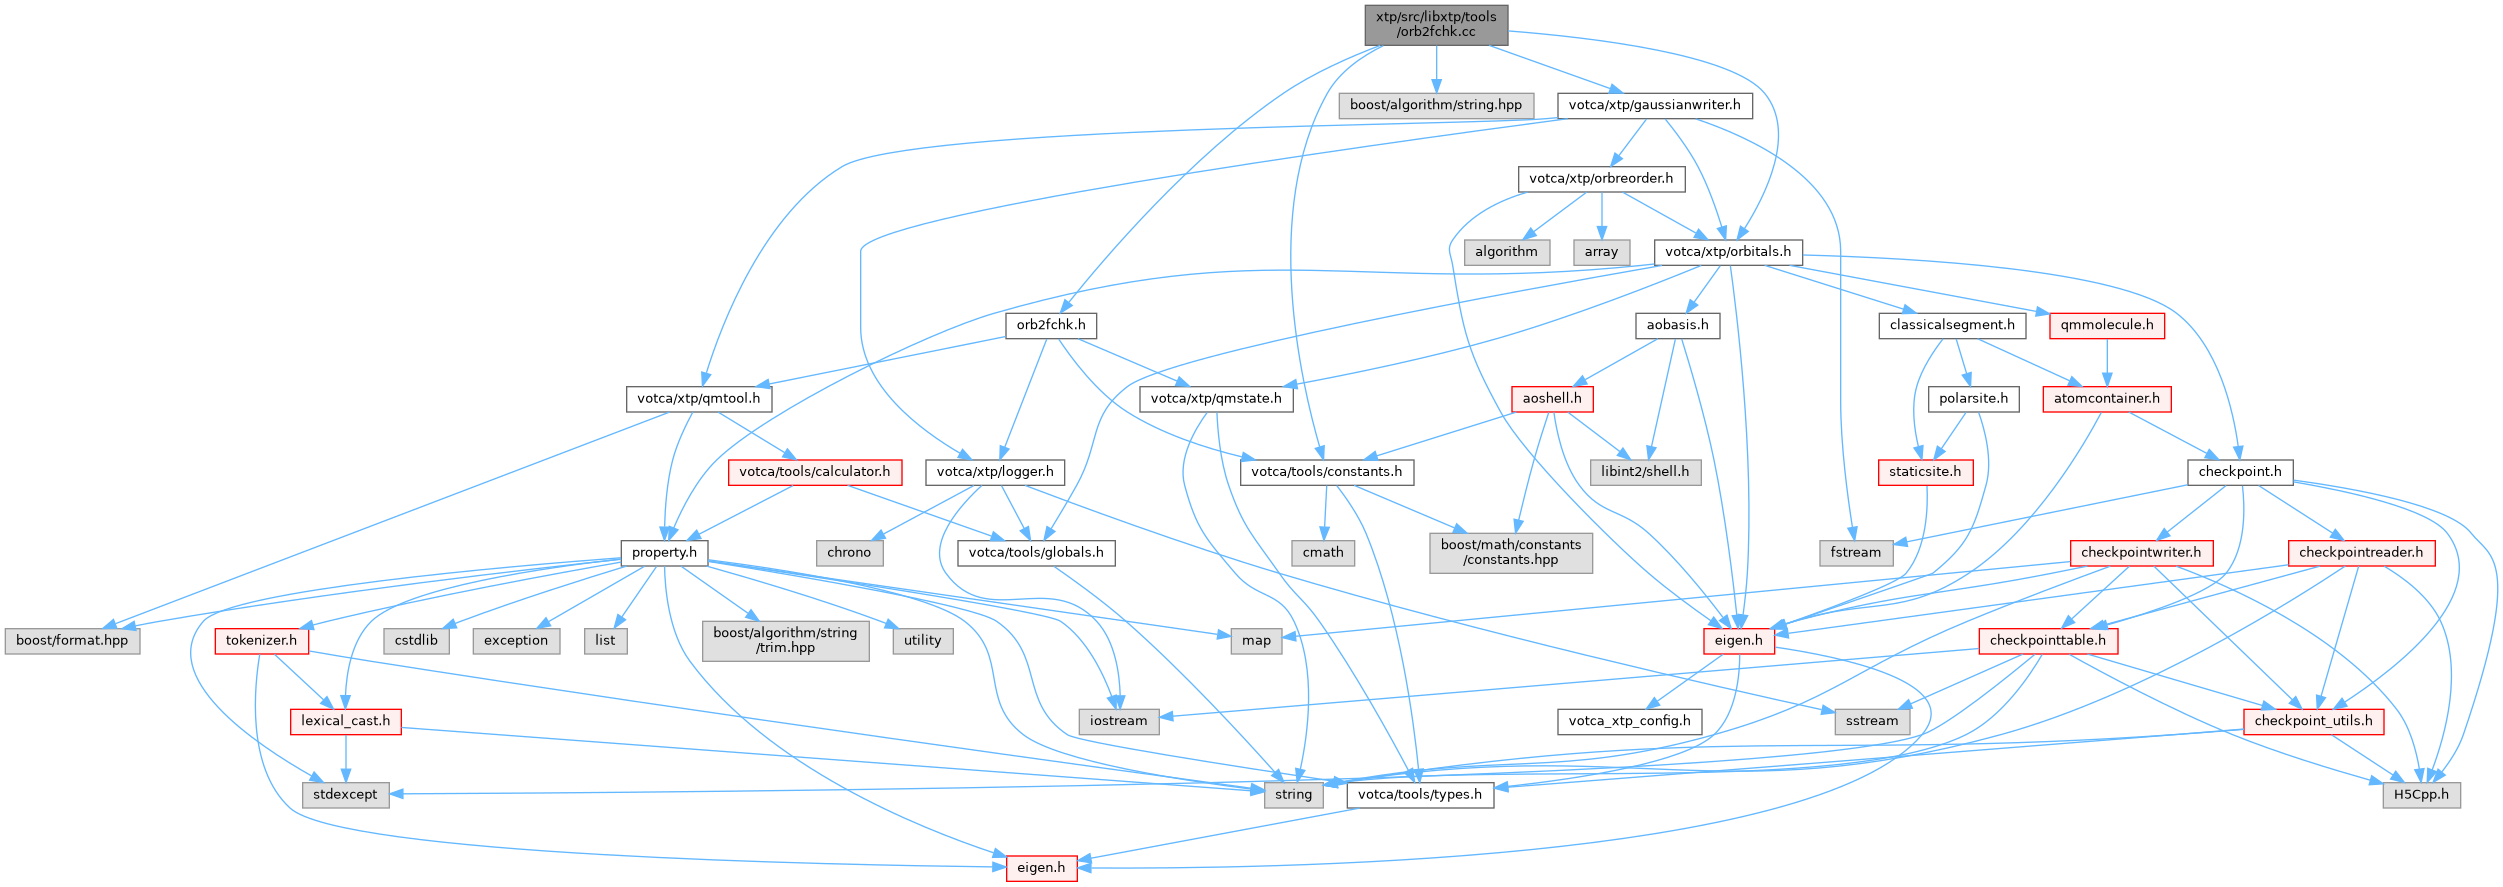 xtp/src/libxtp/tools
/orb2fchk.cc
boost/algorithm/string.hpp
votca/xtp/gaussianwriter.h
votca/xtp/orbreorder.h
algorithm
array
votca/xtp/orbitals.h
orb2fchk.h
aobasis.h
classicalsegment.h
qmmolecule.h
votca/xtp/qmtool.h
votca/xtp/qmstate.h
aoshell.h
polarsite.h
atomcontainer.h
votca/tools/calculator.h
votca/xtp/logger.h
votca/tools/constants.h
libint2/shell.h
staticsite.h
checkpoint.h
property.h
chrono
votca/tools/globals.h
cmath
boost/math/constants
/constants.hpp
fstream
checkpointwriter.h
checkpointreader.h
boost/format.hpp
tokenizer.h
cstdlib
exception
list
boost/algorithm/string
/trim.hpp
utility
map
eigen.h
checkpointtable.h
lexical_cast.h
iostream
votca_xtp_config.h
sstream
checkpoint_utils.h
stdexcept
string
votca/tools/types.h
H5Cpp.h
eigen.h